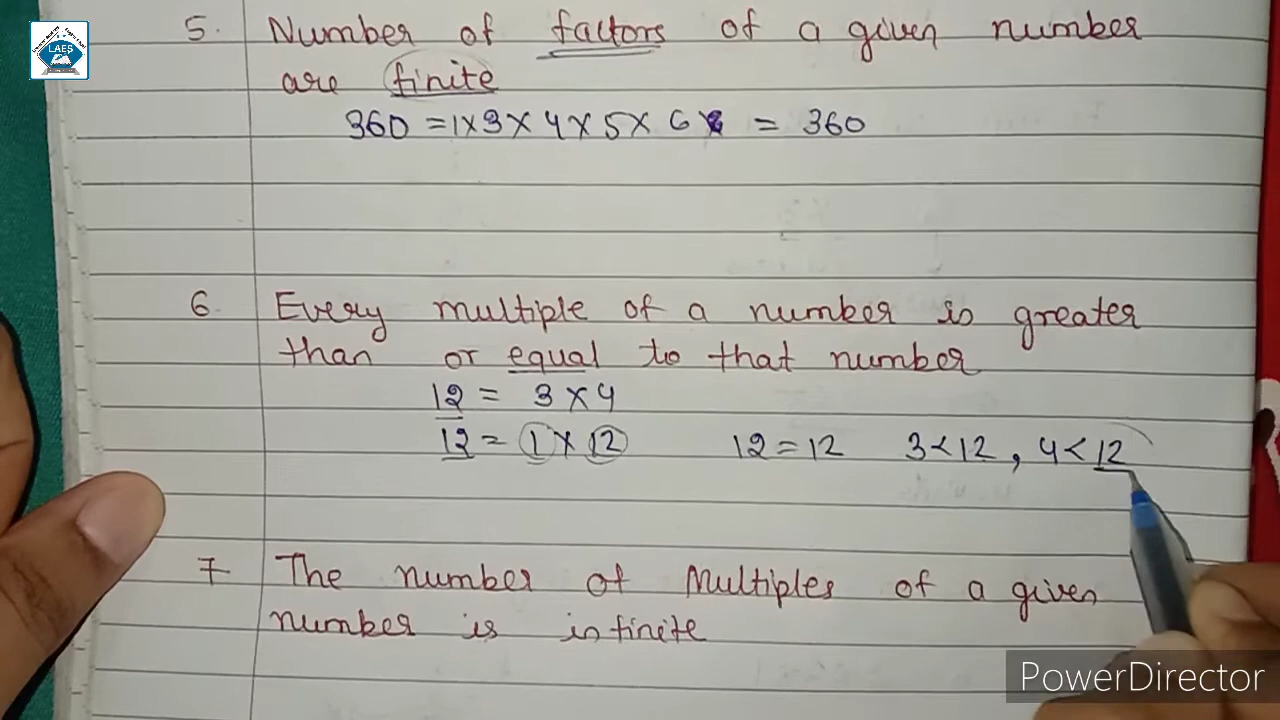 LAES
5. Number of factors of a given number
are finite
360 = 1 x 3 x 4 x 5 x 6 = 360
6. Every multiple of a number is greater
than or equal to that number
12 = 3 x 4
12 = 1 x 12 12 = 12 3 < 12, 4 < 12
7 The number of Multiples of a given
number is infinite
PowerDirector